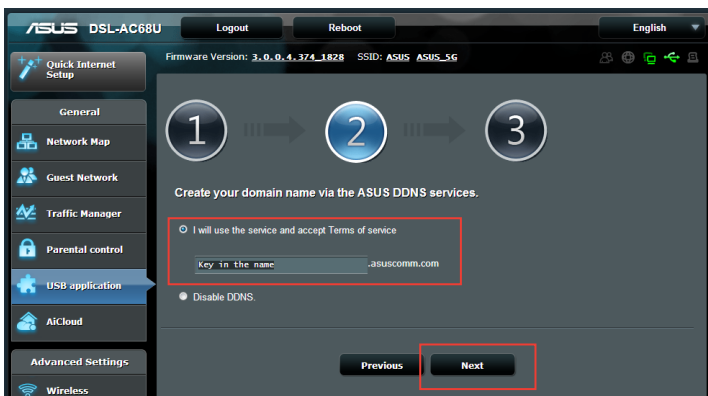 ASUS DSL-AC68U Logout Reboot English
Quick Internet Setup
Firmware Version: 3.0.0.4.374_1828 SSID: ASUS ASUS_5G
General
Network Map
Guest Network
Traffic Manager
Parental control
USB application
AiCloud
Advanced Settings
Wireless
1 2 3
Create your domain name via the ASUS DDNS services.
I will use the service and accept Terms of service
Key in the name .asuscomm.com
Disable DDNS.
Previous Next